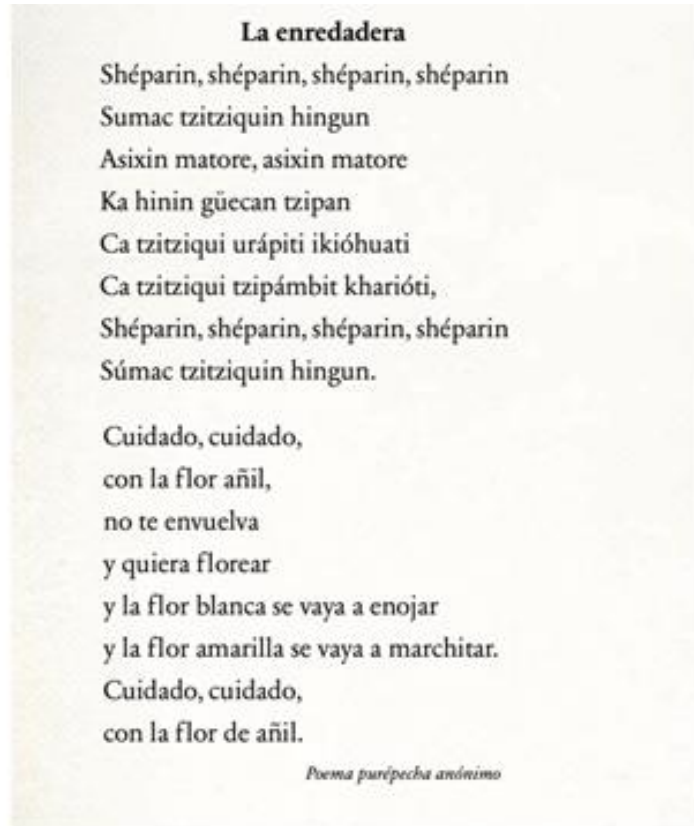 La enredadera
Shéparin, shéparin, shéparin, shéparin
Sumac tzitziquin hingun
Asixin matore, asixin matore
Ka hinin güecan tzipan
Ca tzitziqui urápiti ikióhuati
Ca tzitziqui tzipámbit kharióti,
Shéparin, shéparin, shéparin, shéparin
Súmac tzitziquin hingun.
Cuidado, cuidado,
con la flor añil,
no te envuelva
y quiera florear
y la flor blanca se vaya a enojar
y la flor amarilla se vaya a marchitar.
Cuidado, cuidado,
con la flor de añil.
Poema purépecha anónimo